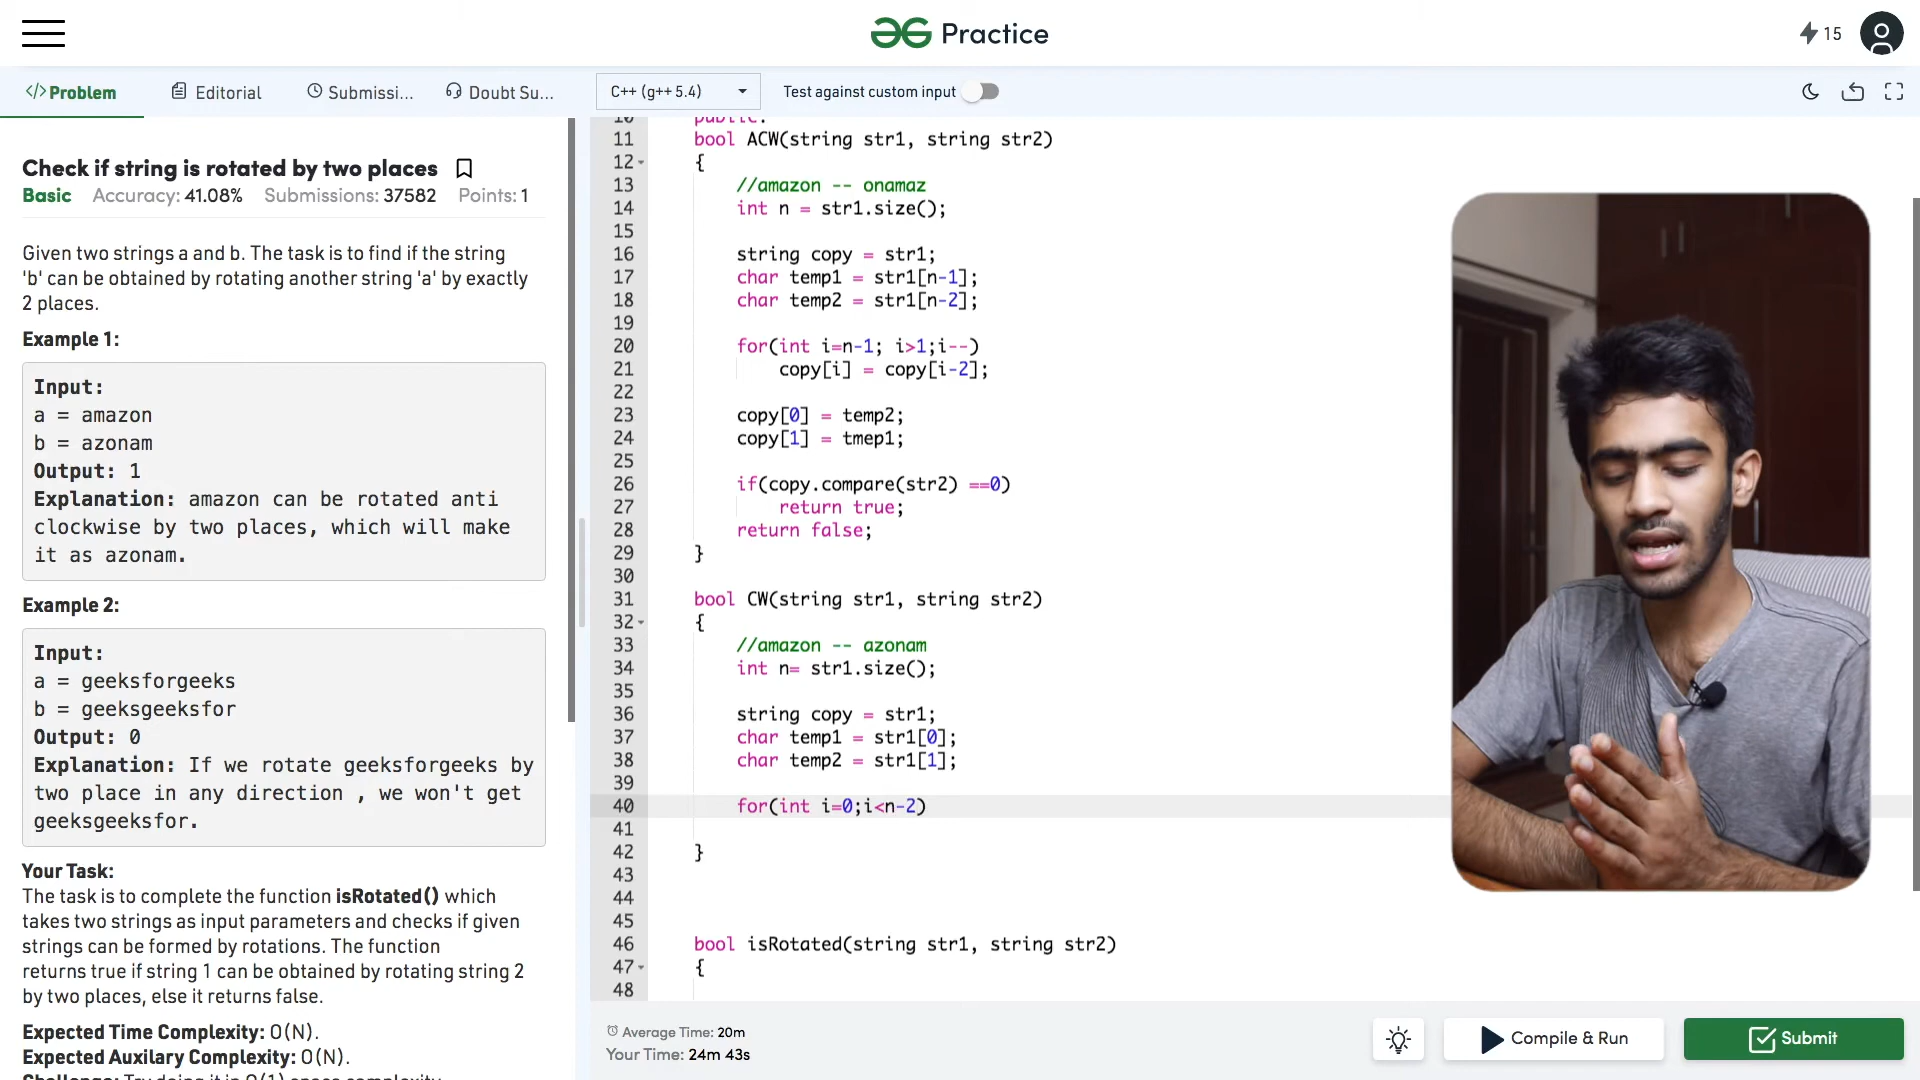 Practice
15
Problem
Editorial
Submissi...
Doubt Su...
C++ (g++ 5.4)
Test against custom input
Check if string is rotated by two places
Basic Accuracy: 41.08% Submissions: 37582 Points: 1
Given two strings a and b. The task is to find if the string
'b' can be obtained by rotating another string 'a' by exactly
2 places.
Example 1:
Input:
a = amazon
b = azonam
Output: 1
Explanation: amazon can be rotated anti
clockwise by two places, which will make
it as azonam.
Example 2:
Input:
a = geeksforgeeks
b = geeksgeeksfor
Output: 0
Explanation: If we rotate geeksforgeeks by
two place in any direction , we won't get
geeksgeeksfor.
Your Task:
The task is to complete the function isRotated() which
takes two strings as input parameters and checks if given
strings can be formed by rotations. The function
returns true if string 1 can be obtained by rotating string 2
by two places, else it returns false.
Expected Time Complexity: O(N).
Expected Auxilary Complexity: O(N).
Challenge: Try doing it in O(1) space complexity.
10 public:
11 bool ACW(string str1, string str2)
12 {
13 //amazon -- onamaz
14 int n = str1.size();
15
16 string copy = str1;
17 char temp1 = str1[n-1];
18 char temp2 = str1[n-2];
19
20 for(int i=n-1; i>1;i--)
21 copy[i] = copy[i-2];
22
23 copy[0] = temp2;
24 copy[1] = tmep1;
25
26 if(copy.compare(str2) ==0)
27 return true;
28 return false;
29 }
30
31 bool CW(string str1, string str2)
32 {
33 //amazon -- azonam
34 int n= str1.size();
35
36 string copy = str1;
37 char temp1 = str1[0];
38 char temp2 = str1[1];
39
40 for(int i=0;i<n-2)
41
42 }
43
44
45
46 bool isRotated(string str1, string str2)
47 {
48
Average Time: 20m
Your Time: 24m 43s
Compile & Run
Submit